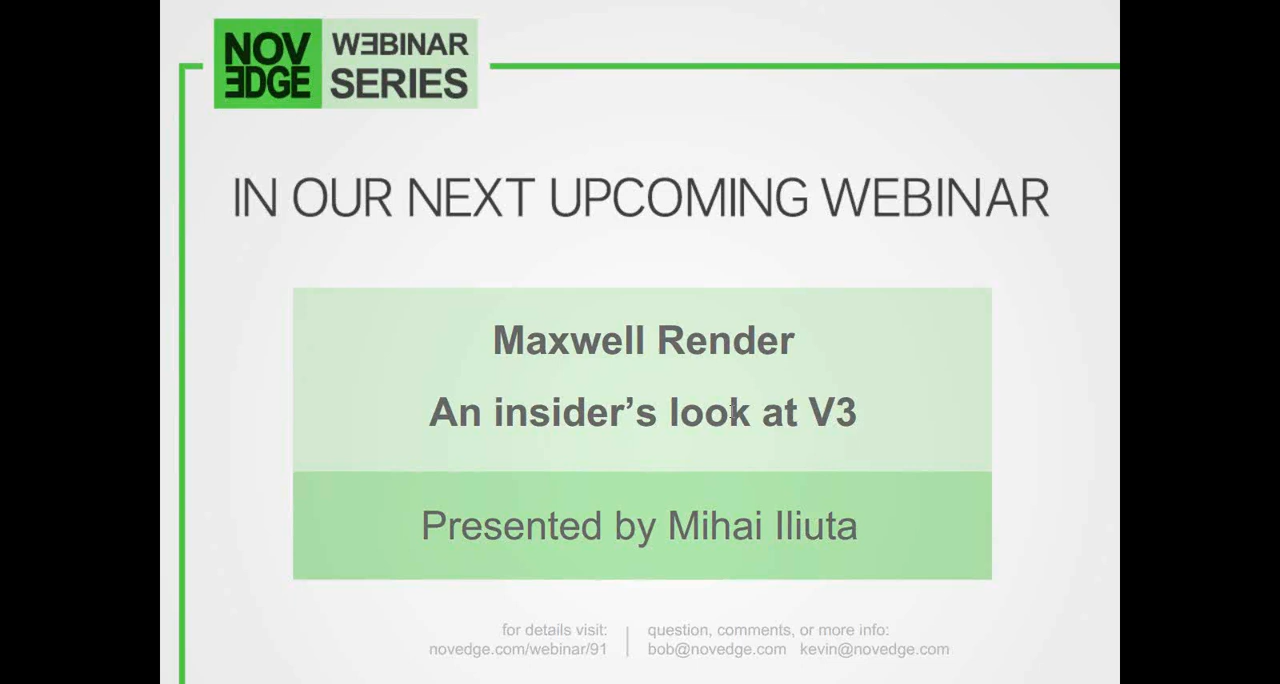 NOV
EDGE
WEBINAR
SERIES
IN OUR NEXT UPCOMING WEBINAR
Maxwell Render
An insider’s look at V3
Presented by Mihai Iliuta
for details visit:
novedge.com/webinar/91
question, comments, or more info:
bob@novedge.com kevin@novedge.com